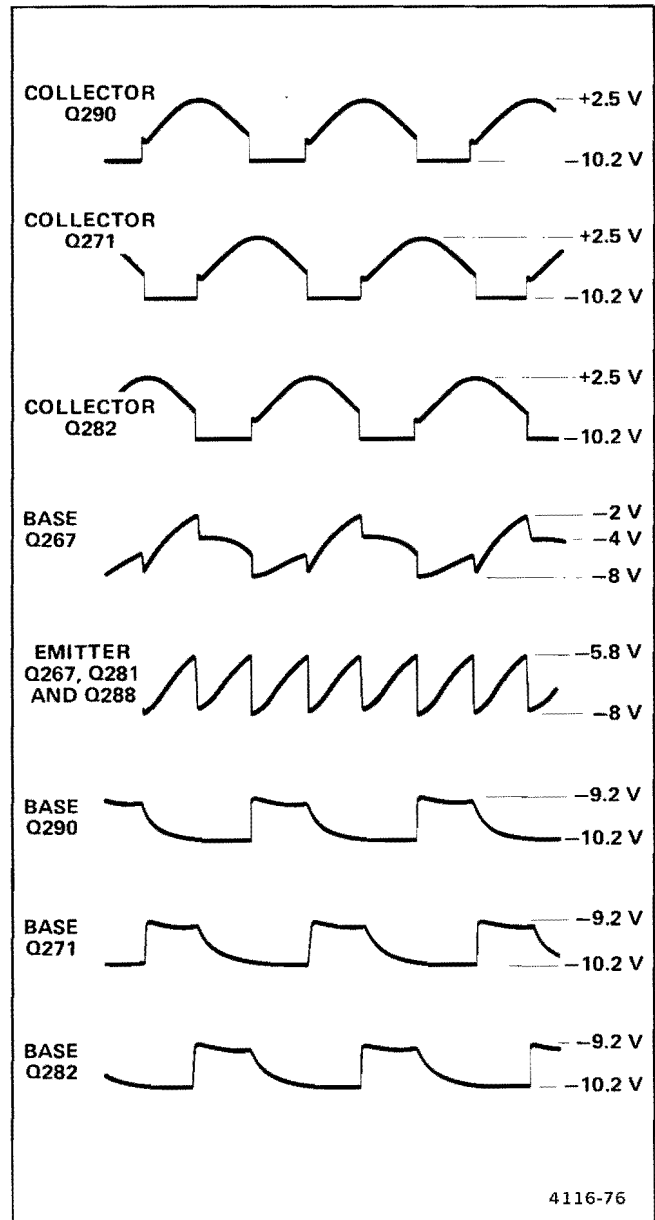 COLLECTOR
Q290
+2.5 V
−10.2 V
COLLECTOR
Q271
+2.5 V
−10.2 V
COLLECTOR
Q282
+2.5 V
−10.2 V
BASE
Q267
−2 V
−4 V
−8 V
EMITTER
Q267, Q281
AND Q288
−5.8 V
−8 V
BASE
Q290
−9.2 V
−10.2 V
BASE
Q271
−9.2 V
−10.2 V
BASE
Q282
−9.2 V
−10.2 V
4116-76